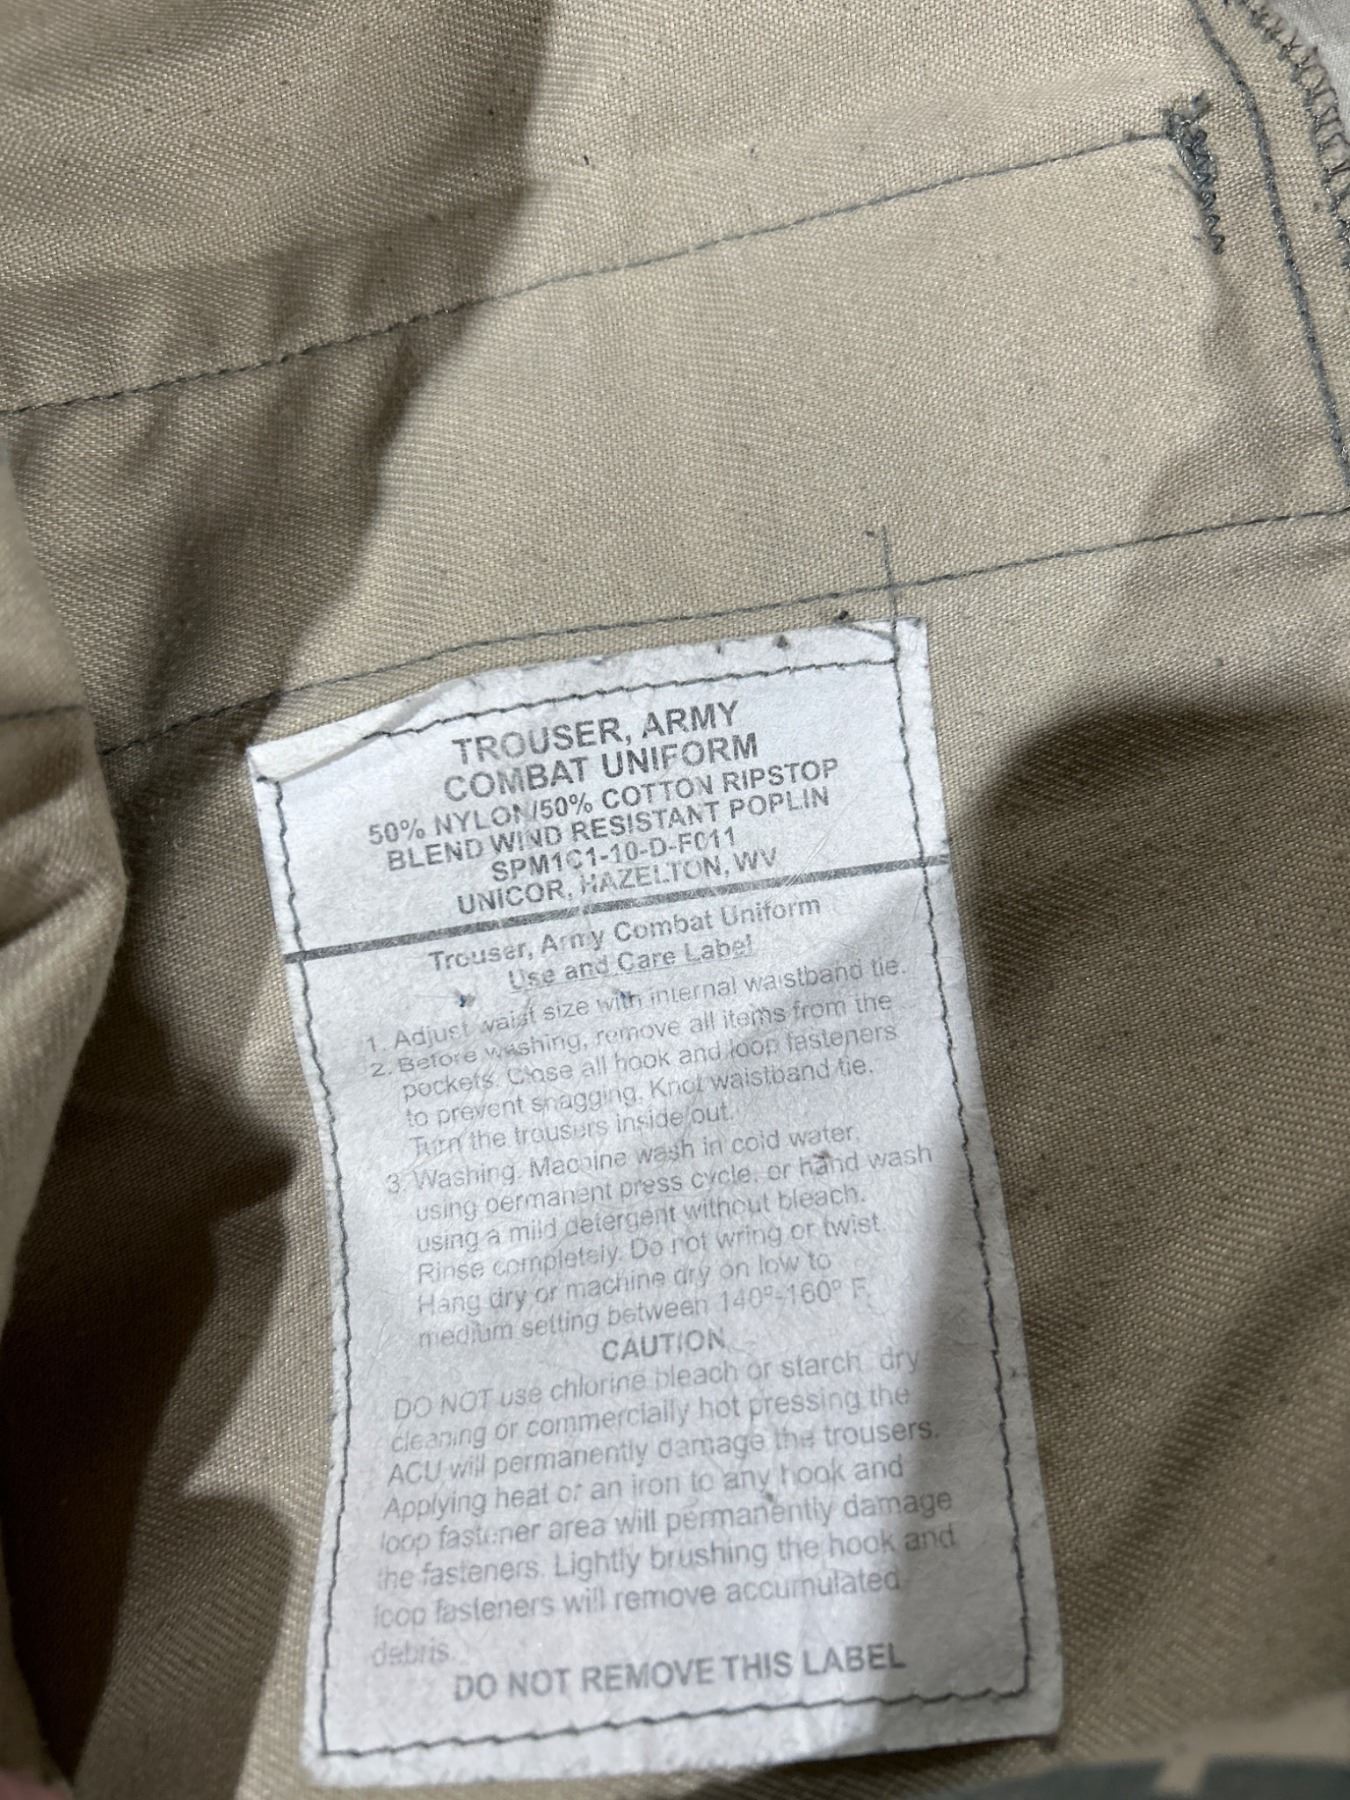 TROUSER, ARMY
COMBAT UNIFORM
50% NYLON/50% COTTON RIPSTOP
BLEND WIND RESISTANT POPLIN
SPM1C1-10-D-F011
UNICOR, HAZELTON, WV
Trouser, Army Combat Uniform
Use and Care Label
1. Adjust waist size with internal waistband tie.
2. Before washing, remove all items from the
pockets. Close all hook and loop fasteners
to prevent snagging. Knot waistband tie.
Turn the trousers inside out.
3. Washing. Machine wash in cold water
using permanent press cycle, or hand wash
using a mild detergent without bleach.
Rinse completely. Do not wring or twist.
Hang dry or machine dry on low to
medium setting between 140º-160º F.
CAUTION
DO NOT use chlorine bleach or starch, dry
cleaning or commercially hot pressing the
ACU will permanently damage the trousers.
Applying heat or an iron to any hook and
loop fastener area will permanently damage
the fasteners. Lightly brushing the hook and
loop fasteners will remove accumulated
debris.
DO NOT REMOVE THIS LABEL